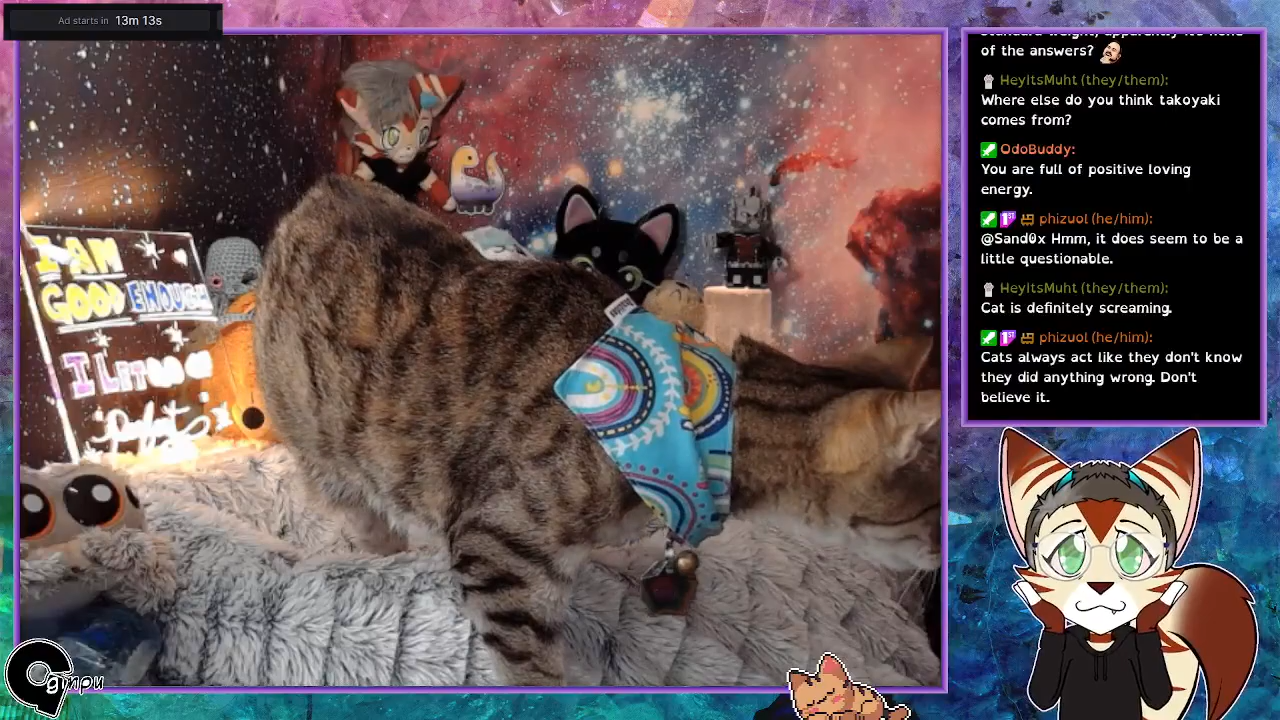 Ad starts in 13m 13s
of the answers?
HeyItsMuht (they/them):
Where else do you think takoyaki
comes from?
OdoBuddy:
You are full of positive loving
energy.
phizuol (he/him):
@Sand0x Hmm, it does seem to be a
little questionable.
HeyItsMuht (they/them):
Cat is definitely screaming.
phizuol (he/him):
Cats always act like they don't know
they did anything wrong. Don't
believe it.
I AM
GOOD ENOUGH
ginpu